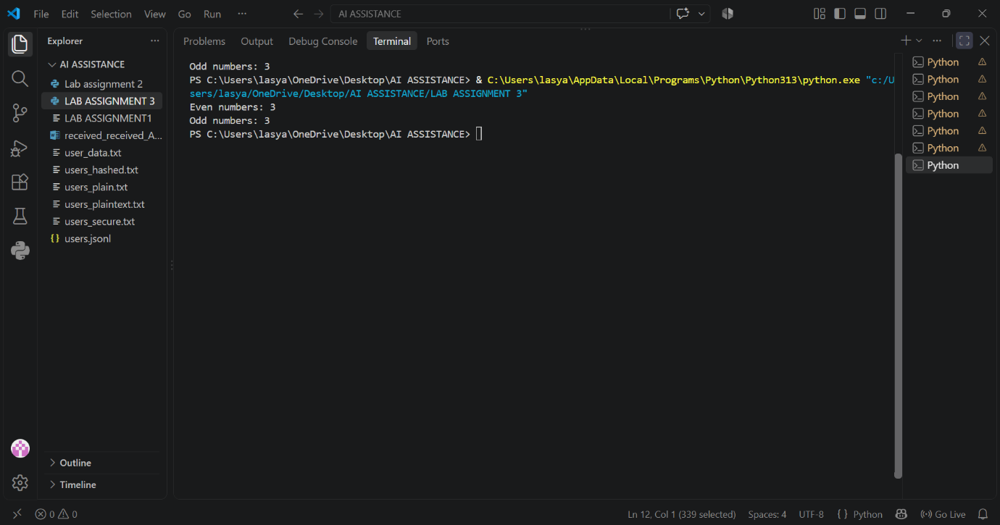 File Edit Selection View Go Run ··· AI ASSISTANCE
Explorer ···
AI ASSISTANCE
Lab assignment 2
LAB ASSIGNMENT 3
LAB ASSIGNMENT1
received_received_A...
user_data.txt
users_hashed.txt
users_plain.txt
users_plaintext.txt
users_secure.txt
{} users.jsonl
Outline
Timeline
Problems Output Debug Console Terminal Ports
Odd numbers: 3
PS C:\Users\lasya\OneDrive\Desktop\AI ASSISTANCE> & C:\Users\lasya\AppData\Local\Programs\Python\Python313\python.exe "c:/U
sers/lasya/OneDrive/Desktop/AI ASSISTANCE/LAB ASSIGNMENT 3"
Even numbers: 3
Odd numbers: 3
PS C:\Users\lasya\OneDrive\Desktop\AI ASSISTANCE>
Python
Python
Python
Python
Python
Python
Python
0 0 Ln 12, Col 1 (339 selected) Spaces: 4 UTF-8 {} Python Go Live